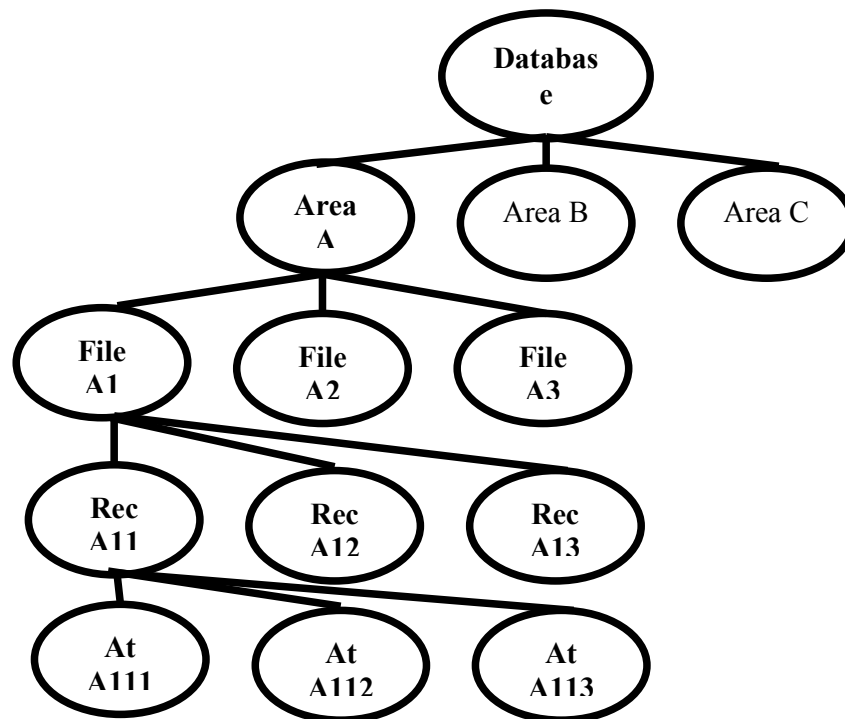 Databas
e
Area
A
Area B
Area C
File
A1
File
A2
File
A3
Rec
A11
Rec
A12
Rec
A13
At
A111
At
A112
At
A113